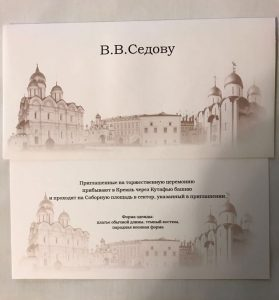 В.В.Седову
Приглашенные на торжественную церемонию
прибывают в Кремль через Кутафью башню
и проходят на Соборную площадь в сектор, указанный в приглашении.
Форма одежды:
платье обычной длины, темный костюм,
парадная военная форма